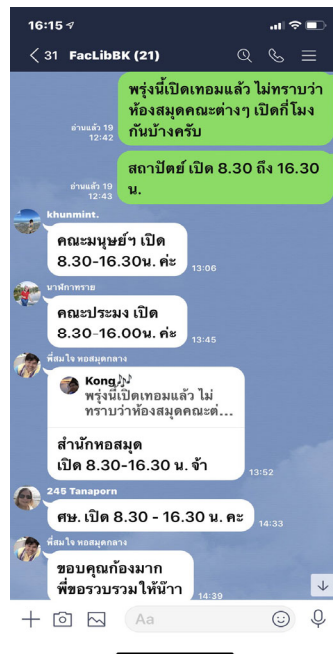 16:15
31 FacLibBK (21)
พรุ่งนี้เปิดเทอมแล้ว ไม่ทราบว่า
ห้องสมุดคณะต่างๆ เปิดกี่โมง
กันบ้างครับ
อ่านแล้ว 19
12:42
สถาปัตย์ เปิด 8.30 ถึง 16.30
น.
อ่านแล้ว 19
12:43
khunmint.
คณะมนุษย์ฯ เปิด
8.30-16.30น. ค่ะ
13:06
นาฬิกาทราย
คณะประมง เปิด
8.30-16.00น. ค่ะ
13:45
พี่สมใจ หอสมุดกลาง
Kong
พรุ่งนี้เปิดเทอมแล้ว ไม่
ทราบว่าห้องสมุดคณะต่...
สำนักหอสมุด
เปิด 8.30-16.30 น. จ้า
13:52
245 Tanaporn
ศษ. เปิด 8.30 - 16.30 น. คะ
14:33
พี่สมใจ หอสมุดกลาง
ขอบคุณก้องมาก
พี่ขอรวบรวมให้น๊าา
14:39
Aa